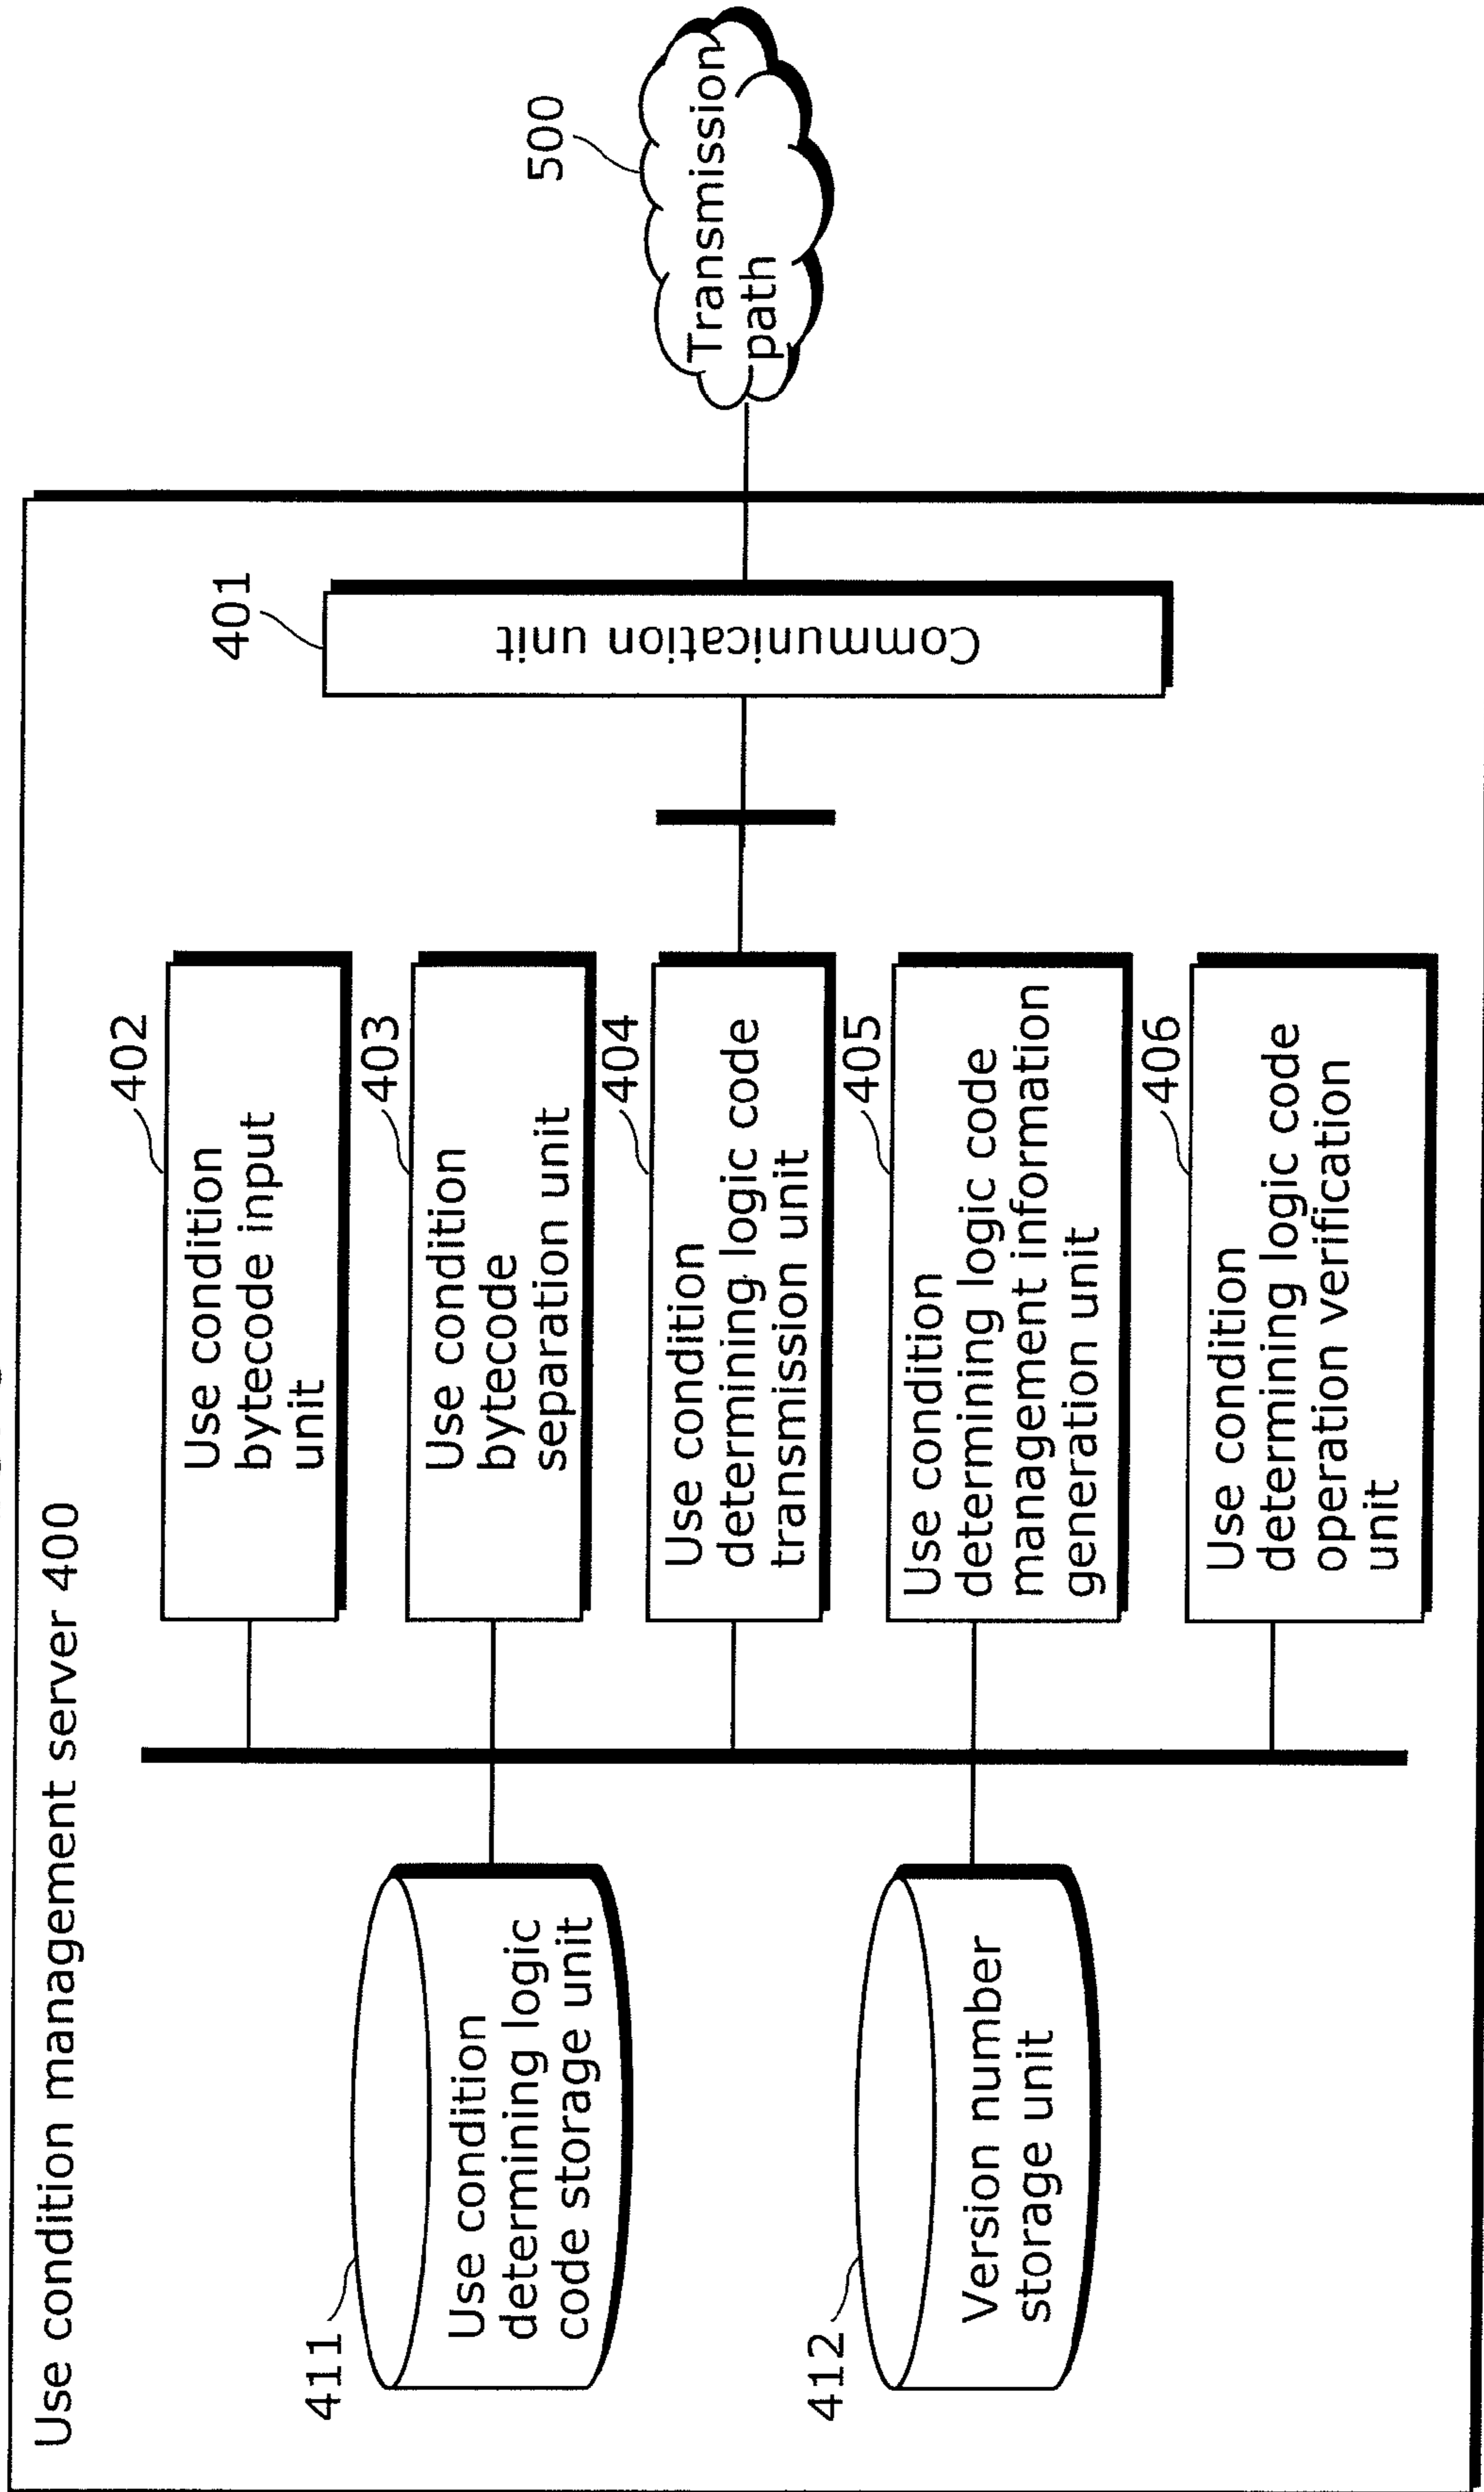 Use condition management server 400
411
Use condition
determining logic
code storage unit
412
Version number
storage unit
402
Use condition
bytecode input
unit
403
Use condition
bytecode
separation unit
404
Use condition
determining logic code
transmission unit
405
Use condition
determining logic code
management information
generation unit
406
Use condition
determining logic code
operation verification
unit
401
Communication unit
500
Transmission
path